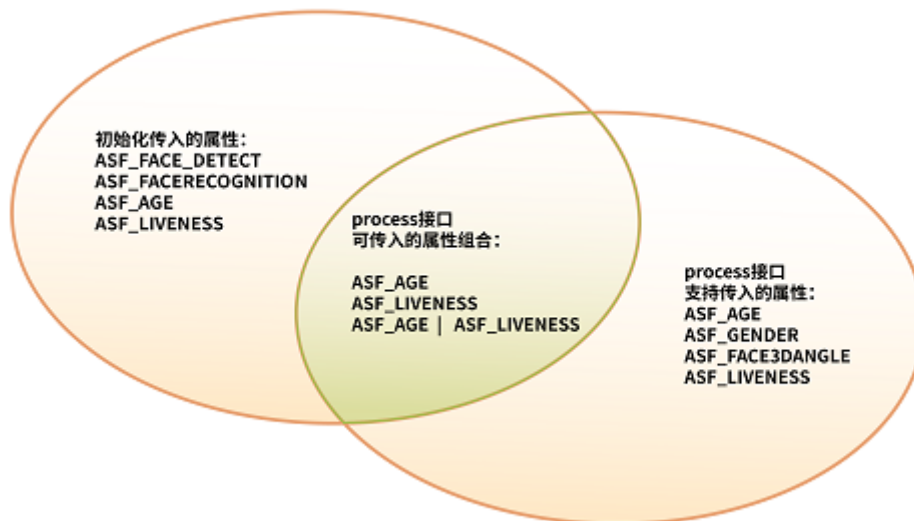 初始化传入的属性：
ASF_FACE_DETECT
ASF_FACERECOGNITION
ASF_AGE
ASF_LIVENESS
process接口
可传入的属性组合：
ASF_AGE
ASF_LIVENESS
ASF_AGE | ASF_LIVENESS
process接口
支持传入的属性：
ASF_AGE
ASF_GENDER
ASF_FACE3DANGLE
ASF_LIVENESS